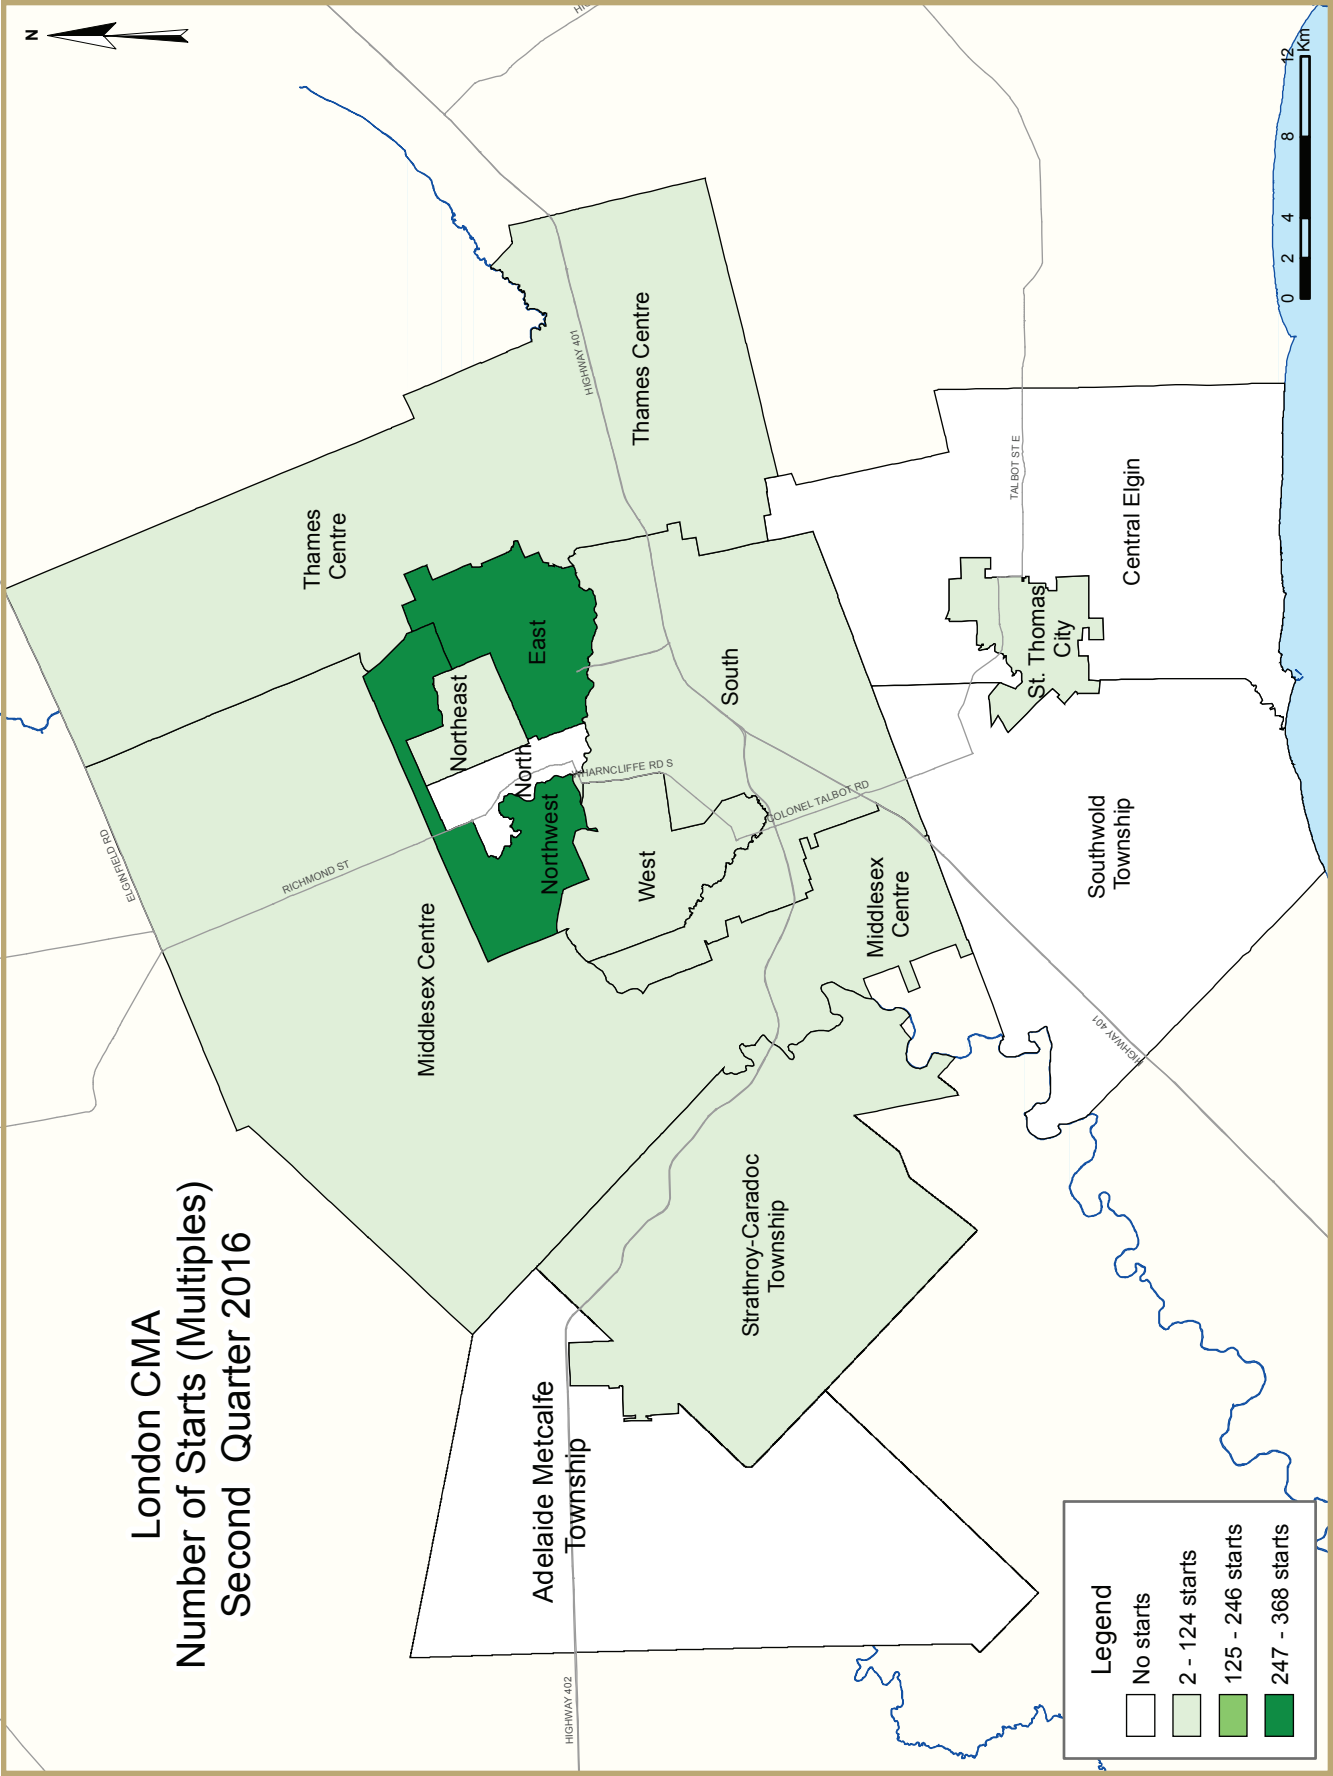 London CMA
Number of Starts (Multiples)
Second Quarter 2016
N
ELGINFIELD RD
RICHMOND ST
Thames
Centre
Middlesex Centre
Northeast
East
North
Northwest
WHARNCLIFFE RD S
HIGHWAY 401
Thames Centre
West
South
COLONEL TALBOT RD
Middlesex
Centre
Adelaide Metcalfe
Township
HIGHWAY 402
Strathroy-Caradoc
Township
TALBOT ST E
St. Thomas
City
Central Elgin
Southwold
Township
HIGHWAY 401
Legend
No starts
2 - 124 starts
125 - 246 starts
247 - 368 starts
0 2 4 8 12
Km